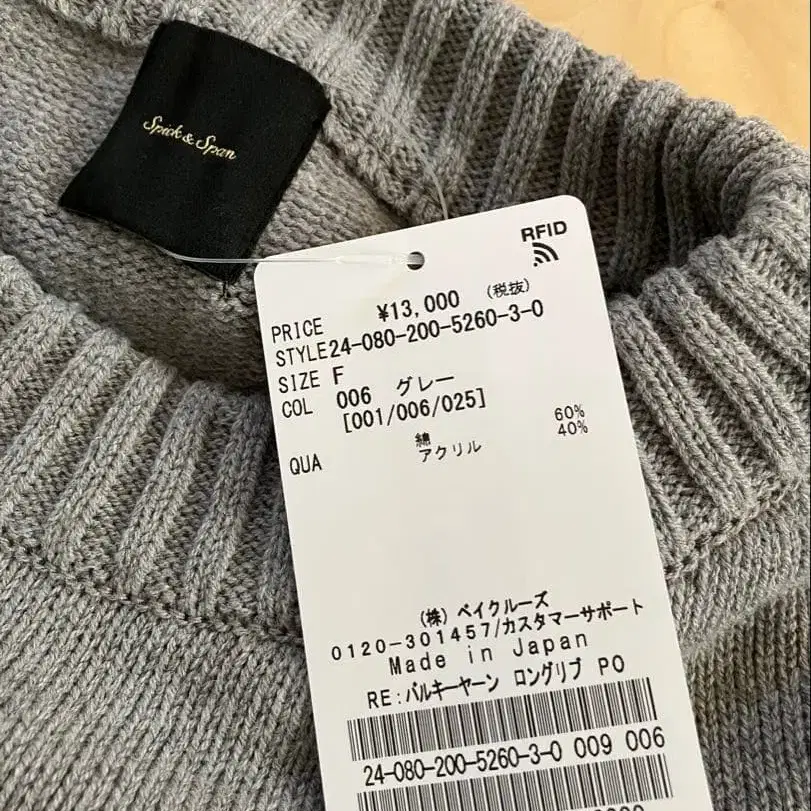 Spick & Span
RFID
PRICE ¥13,000 (税抜)
STYLE 24-080-200-5260-3-0
SIZE F
COL 006 グレー
[001/006/025]
QUA 綿 60%
アクリル 40%
(株) ベイクルーズ
0120-301457/カスタマーサポート
Made in Japan
RE:バルキーヤーン ロングリブ PO
24-080-200-5260-3-0 009 006